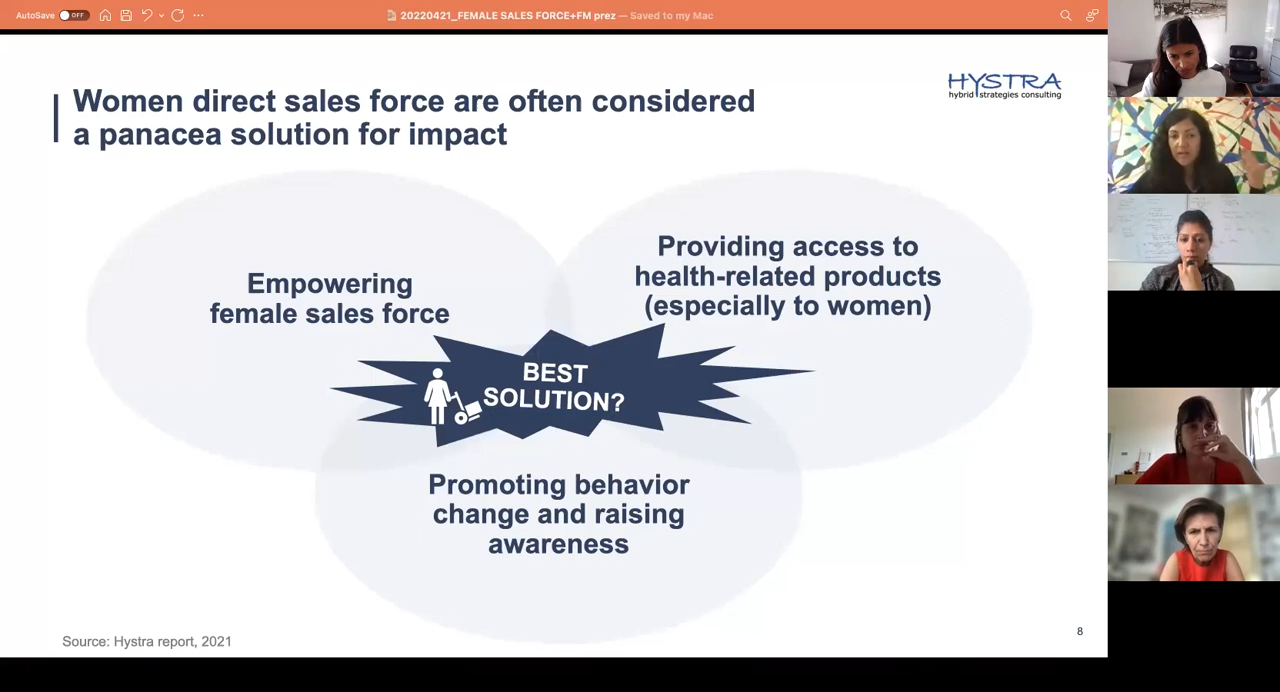 AutoSave OFF
20220421_FEMALE SALES FORCE+FM prez — Saved to my Mac
Women direct sales force are often considered
a panacea solution for impact
HYSTRA
hybrid strategies consulting
Empowering
female sales force
Providing access to
health-related products
(especially to women)
BEST
SOLUTION?
Promoting behavior
change and raising
awareness
Source: Hystra report, 2021
8